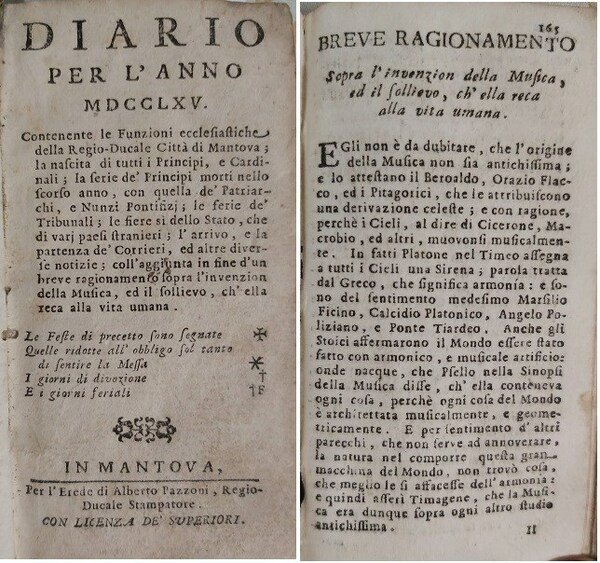 DIARIO
PER L'ANNO
MDCCLXV.
Contenente le Funzioni ecclesiastiche
della Regio-Ducale Città di Mantova;
la nascita di tutti i Principi, e Cardi-
nali; la serie de' Principi morti nello
scorso anno, con quella de' Patriar-
chi, e Nunzi Pontifizj; le serie de'
Tribunali; le fiere sì dello Stato, che
di varj paesi stranieri; l' arrivo, e la
partenza de' Corrieri, ed altre diver-
se notizie; coll'aggiunta in fine d'un
breve ragionamento sopra l'invenzion
della Musica, ed il sollievo, ch' ella
reca alla vita umana.
Le Feste di precetto sono segnate ✠
Quelle ridotte all' obbligo sol tanto
di sentire la Messa *
I giorni di divozione †
E i giorni feriali †F
IN MANTOVA,
Per l'Erede di Alberto Pazzoni, Regio-
Ducale Stampatore.
CON LICENZA DE' SUPERIORI.
165
BREVE RAGIONAMENTO
Sopra l'invenzion della Musica,
ed il sollievo, ch' ella reca
alla vita umana.
EGli non è da dubitare, che l'origine
della Musica non sia antichissima;
e lo attestano il Beroaldo, Orazio Flac-
co, ed i Pitagorici, che le attribuiscono
una derivazione celeste; e con ragione,
perchè i Cieli, al dire di Cicerone, Ma-
crobio, ed altri, muovonsi musicalmen-
te. In fatti Platone nel Timeo assegna
a tutti i Cieli una Sirena; parola tratta
dal Greco, che significa armonía: e so-
no del sentimento medesimo Marsilio
Ficino, Calcidio Platonico, Angelo Po-
liziano, e Ponte Tiardeo. Anche gli
Stoici affermarono il Mondo essere stato
fatto con armonico, e musicale artificio:
onde nacque, che Psello nella Sinopsi
della Musica disse, ch' ella conteneva
ogni cosa, perchè ogni cosa del Mondo
è architettata musicalmente, e geome-
tricamente. E per sentimento d' altri
parecchi, che non serve ad annoverare,
la natura nel comporre questa gran
macchina del Mondo, non trovò cosa,
che meglio le si affacesse dell' armonía:
e quindi asserì Timagene, che la Musi-
ca era dunque sopra ogni altro studio
antichissima.
II